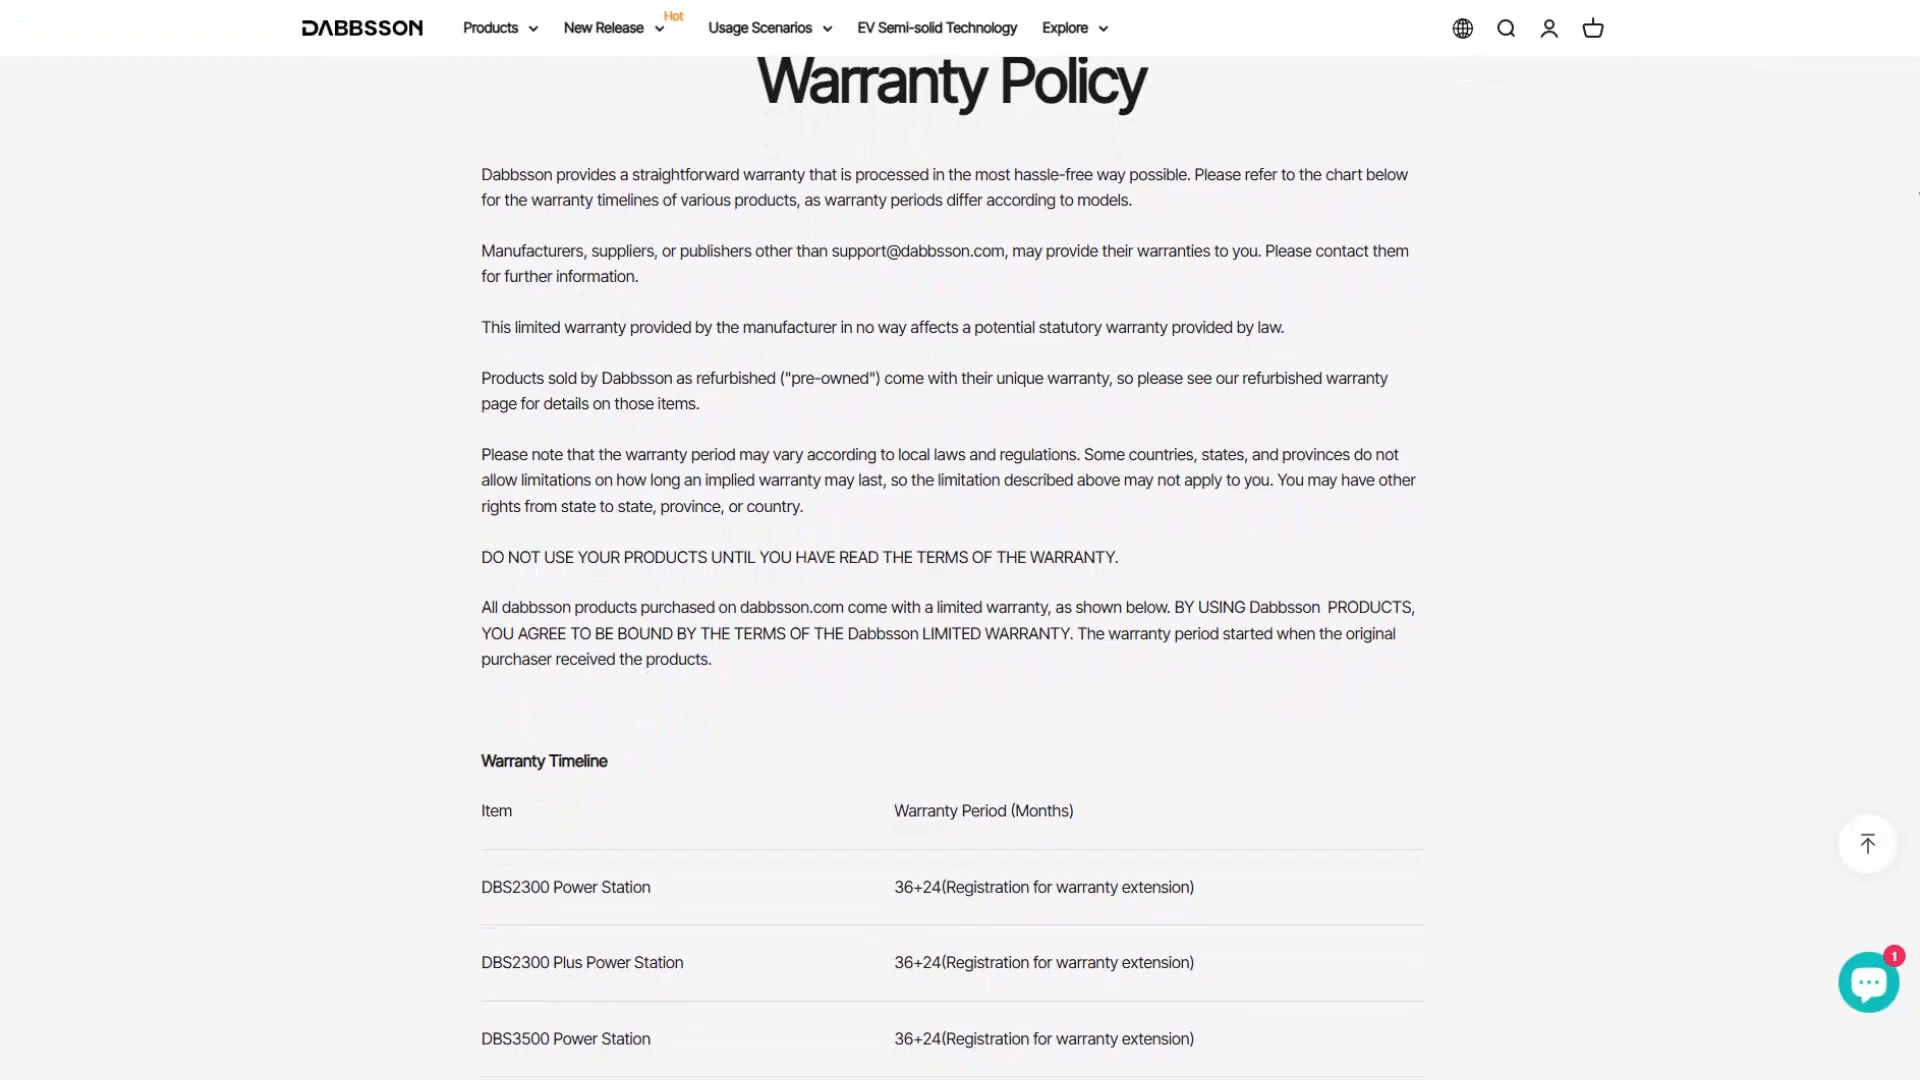 DABBSSON
Products
New Release
Hot
Usage Scenarios
EV Semi-solid Technology
Explore
Warranty Policy
Dabbsson provides a straightforward warranty that is processed in the most hassle-free way possible. Please refer to the chart below
for the warranty timelines of various products, as warranty periods differ according to models.
Manufacturers, suppliers, or publishers other than support@dabbsson.com, may provide their warranties to you. Please contact them
for further information.
This limited warranty provided by the manufacturer in no way affects a potential statutory warranty provided by law.
Products sold by Dabbsson as refurbished ("pre-owned") come with their unique warranty, so please see our refurbished warranty
page for details on those items.
Please note that the warranty period may vary according to local laws and regulations. Some countries, states, and provinces do not
allow limitations on how long an implied warranty may last, so the limitation described above may not apply to you. You may have other
rights from state to state, province, or country.
DO NOT USE YOUR PRODUCTS UNTIL YOU HAVE READ THE TERMS OF THE WARRANTY.
All dabbsson products purchased on dabbsson.com come with a limited warranty, as shown below. BY USING Dabbsson  PRODUCTS,
YOU AGREE TO BE BOUND BY THE TERMS OF THE Dabbsson LIMITED WARRANTY. The warranty period started when the original
purchaser received the products.
Warranty Timeline
Item
Warranty Period (Months)
DBS2300 Power Station
36+24(Registration for warranty extension)
DBS2300 Plus Power Station
36+24(Registration for warranty extension)
DBS3500 Power Station
36+24(Registration for warranty extension)
1